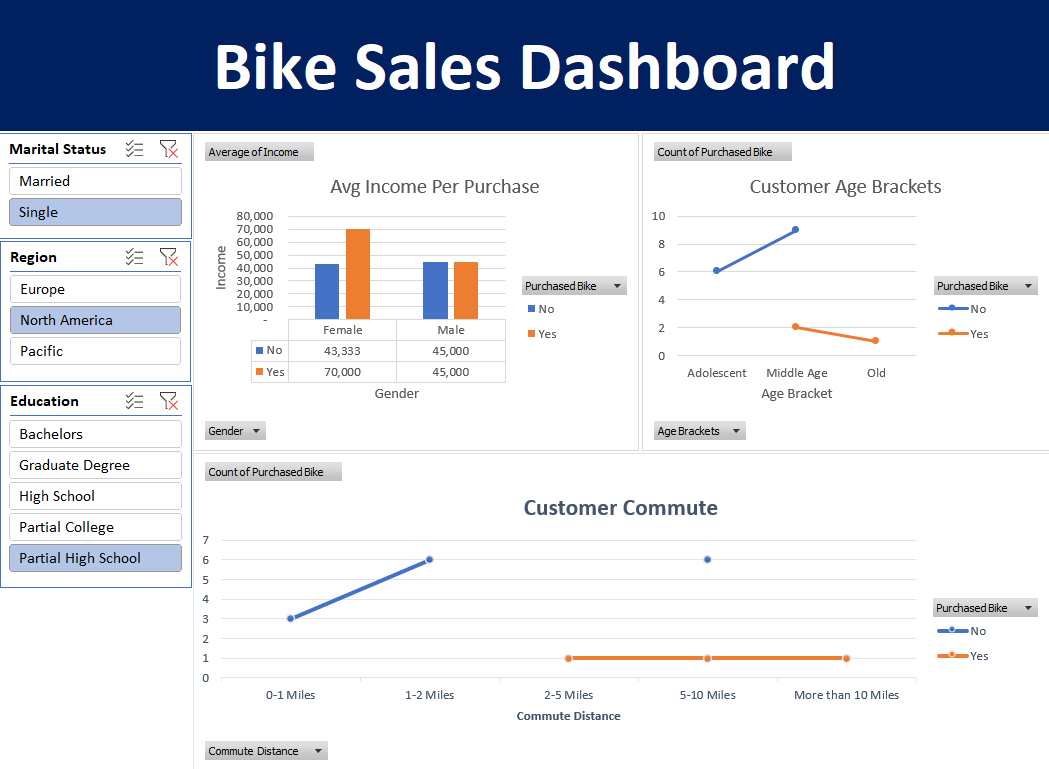 Bike Sales Dashboard
Marital Status
Married
Single
Region
Europe
North America
Pacific
Education
Bachelors
Graduate Degree
High School
Partial College
Partial High School
Average of Income
Avg Income Per Purchase
Income
80,000
70,000
60,000
50,000
40,000
30,000
20,000
10,000
-
Female Male
No 43,333 45,000
Yes 70,000 45,000
Gender
Purchased Bike
No
Yes
Gender
Count of Purchased Bike
Customer Age Brackets
10
8
6
4
2
0
Adolescent Middle Age Old
Age Bracket
Purchased Bike
No
Yes
Age Brackets
Count of Purchased Bike
Customer Commute
7
6
5
4
3
2
1
0
0-1 Miles 1-2 Miles 2-5 Miles 5-10 Miles More than 10 Miles
Commute Distance
Purchased Bike
No
Yes
Commute Distance